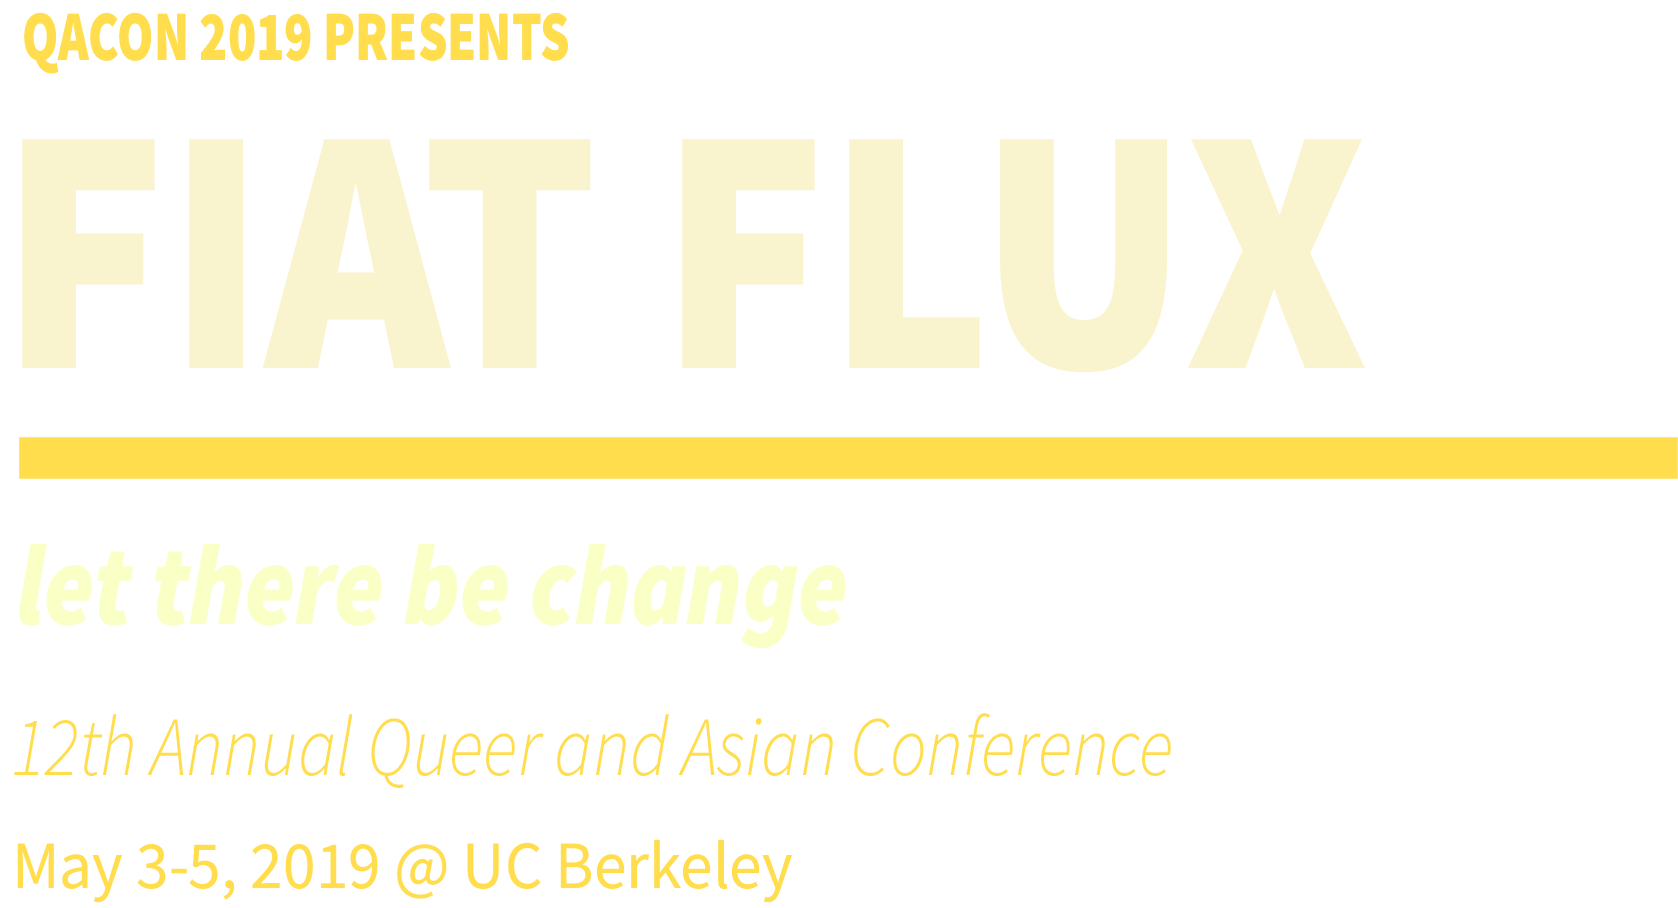 QACON 2019 PRESENTS
FIAT FLUX
let there be change
12th Annual Queer and Asian Conference
May 3-5, 2019 @ UC Berkeley